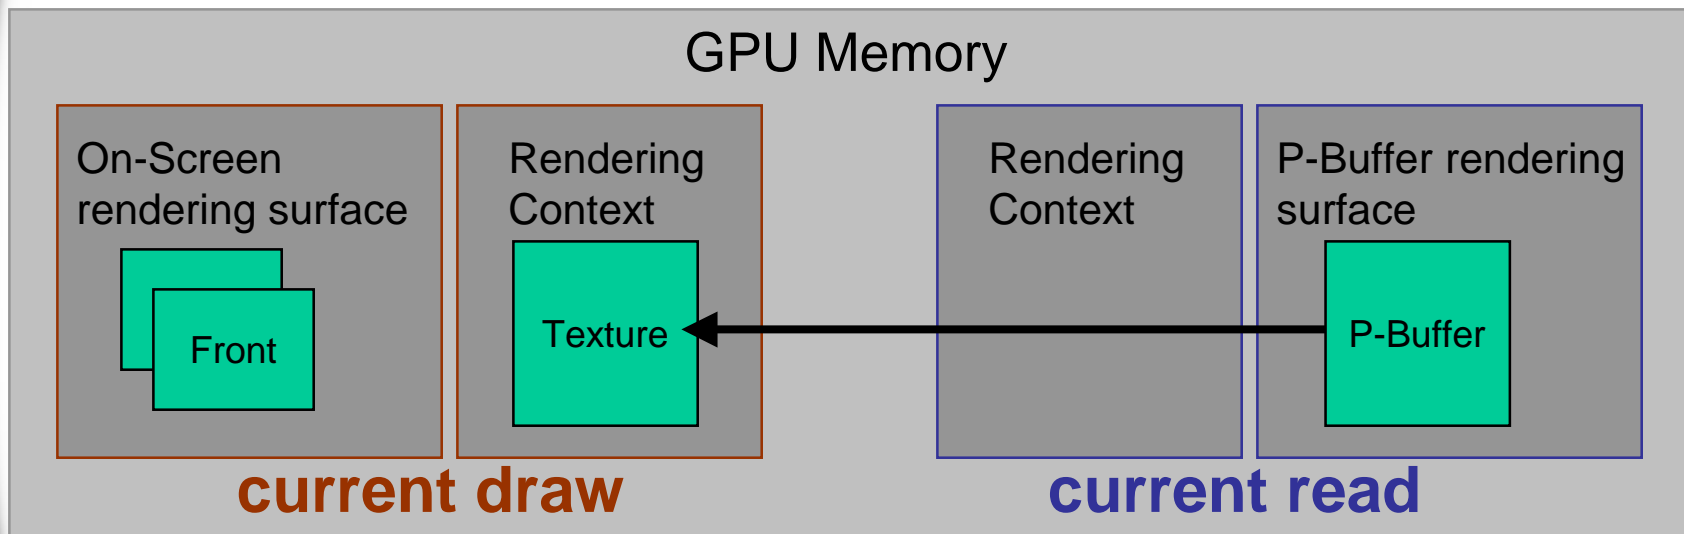 GPU Memory
On-Screen
rendering surface
Front
Rendering
Context
Texture
Rendering
Context
P-Buffer rendering
surface
P-Buffer
current draw
current read